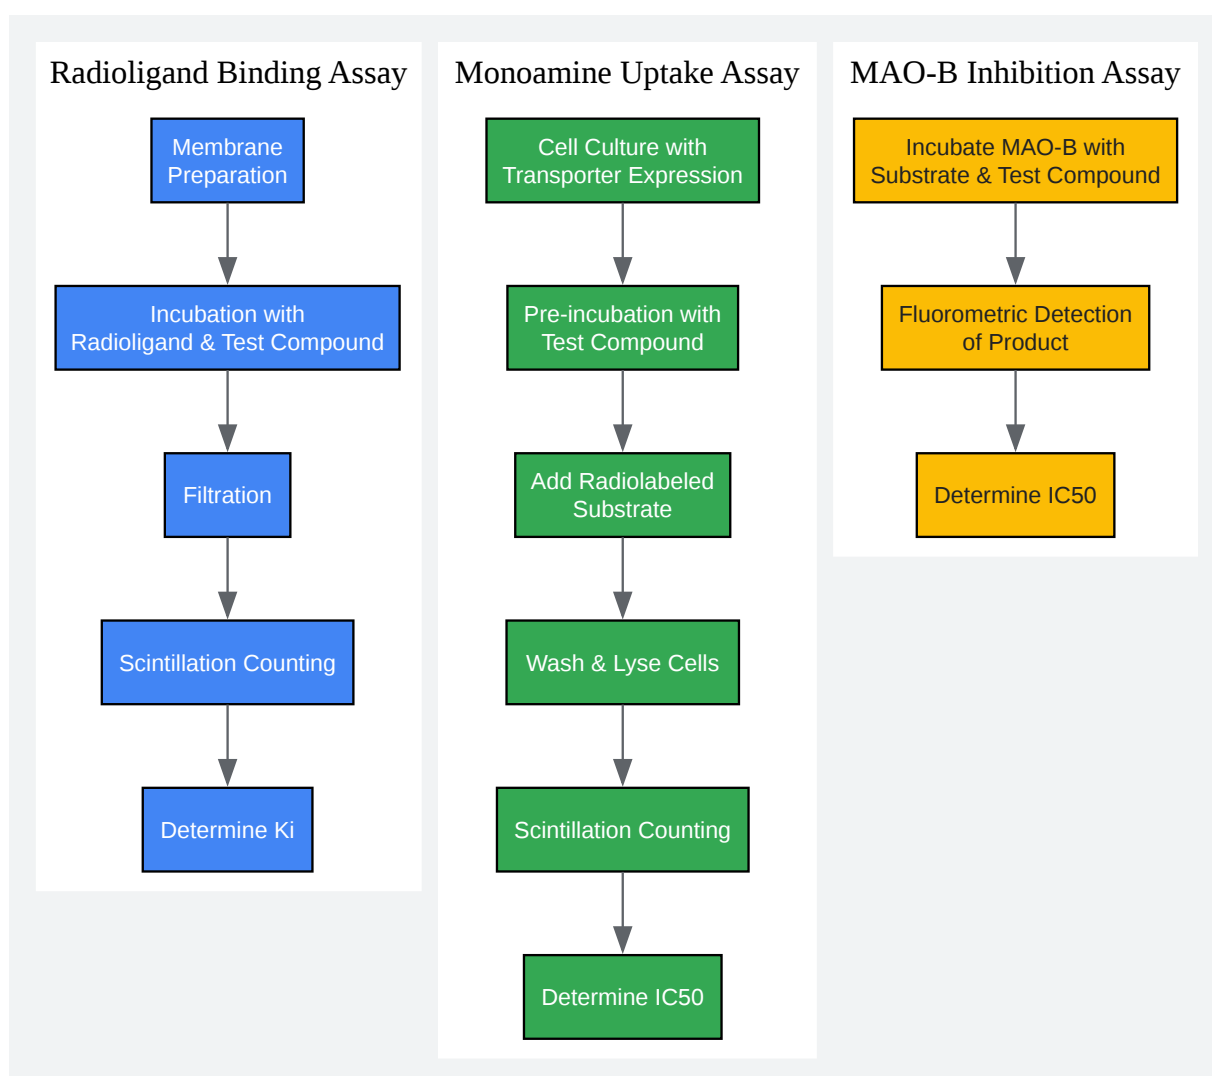 Radioligand Binding Assay
Membrane
Preparation
Incubation with
Radioligand & Test Compound
Filtration
Scintillation Counting
Determine Ki
Monoamine Uptake Assay
Cell Culture with
Transporter Expression
Pre-incubation with
Test Compound
Add Radiolabeled
Substrate
Wash & Lyse Cells
Scintillation Counting
Determine IC50
MAO-B Inhibition Assay
Incubate MAO-B with
Substrate & Test Compound
Fluorometric Detection
of Product
Determine IC50